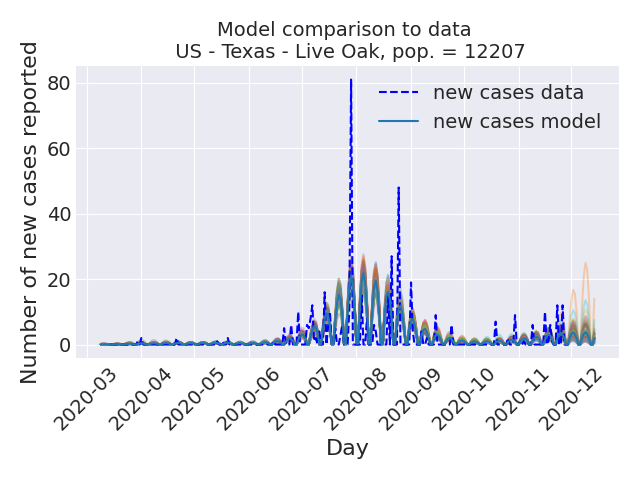 Model comparison to data
US - Texas - Live Oak, pop. = 12207
Number of new cases reported
80
60
40
20
0
new cases data
new cases model
2020-03
2020-04
2020-05
2020-06
2020-07
2020-08
2020-09
2020-10
2020-11
2020-12
Day